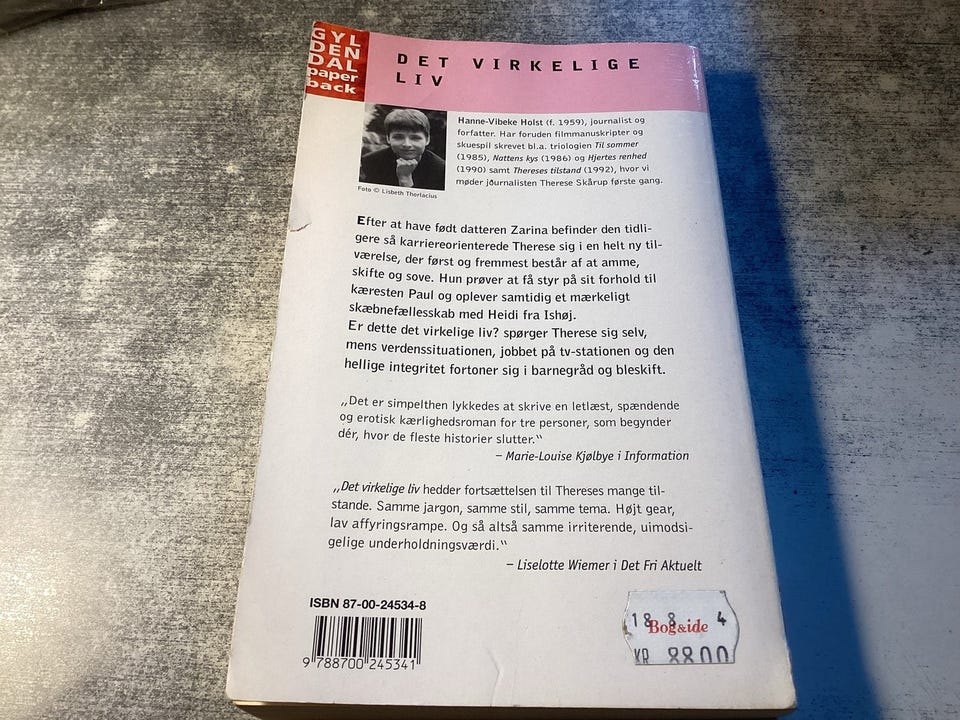 GYL
DEN
DAL
paper
back
DET VIRKELIGE
LIV
Hanne-Vibeke Holst (f. 1959), journalist og
forfatter. Har foruden filmmanuskripter og
skuespil skrevet bl.a. triologien Til sommer
(1985), Nattens kys (1986) og Hjertes renhed
(1990) samt Thereses tilstand (1992), hvor vi
møder journalisten Therese Skårup første gang.
Foto © Lisbeth Thorlacius
Efter at have født datteren Zarina befinder den tidli-
gere så karriereorienterede Therese sig i en helt ny til-
værelse, der først og fremmest består af at amme,
skifte og sove. Hun prøver at få styr på sit forhold til
kæresten Paul og oplever samtidig et mærkeligt
skæbnefællesskab med Heidi fra Ishøj.
Er dette det virkelige liv? spørger Therese sig selv,
mens verdenssituationen, jobbet på tv-stationen og den
hellige integritet fortoner sig i barnegråd og bleskift.
„Det er simpelthen lykkedes at skrive en letlæst, spændende
og erotisk kærlighedsroman for tre personer, som begynder
dér, hvor de fleste historier slutter.“
– Marie-Louise Kjølbye i Information
„Det virkelige liv hedder fortsættelsen til Thereses mange til-
stande. Samme jargon, samme stil, samme tema. Højt gear,
lav affyringsrampe. Og så altså samme irriterende, uimodsi-
gelige underholdningsværdi.“
– Liselotte Wiemer i Det Fri Aktuelt
ISBN 87-00-24534-8
9 788700 245341
18 8 4
Bog&ide
KR 8800